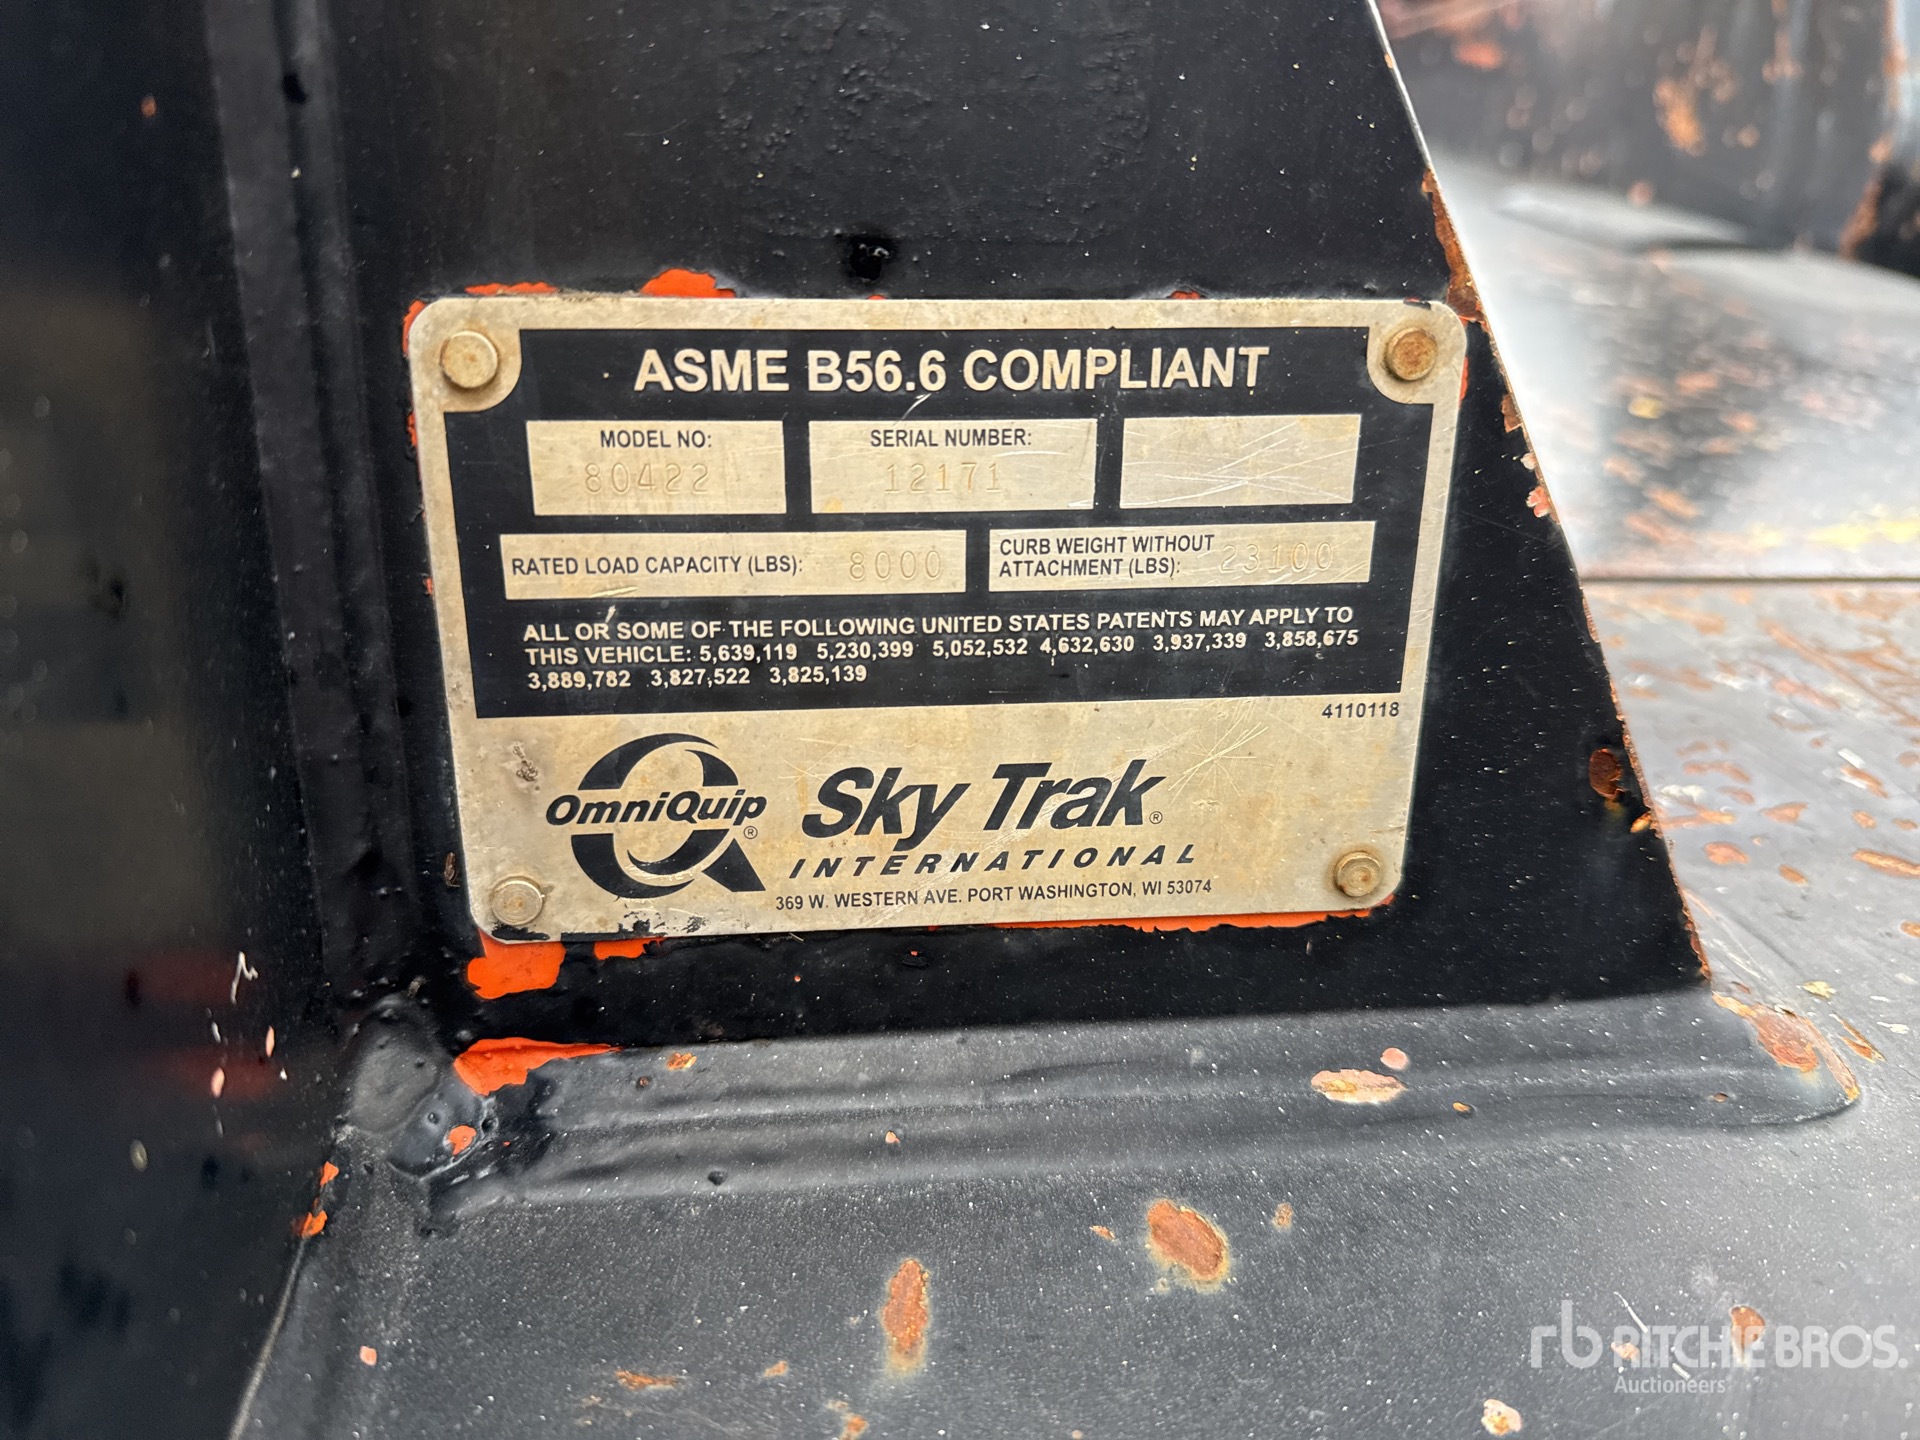 ASME B56.6 COMPLIANT
MODEL NO:
80422
SERIAL NUMBER:
12171
RATED LOAD CAPACITY (LBS): 8000
CURB WEIGHT WITHOUT
ATTACHMENT (LBS): 23100
ALL OR SOME OF THE FOLLOWING UNITED STATES PATENTS MAY APPLY TO
THIS VEHICLE: 5,639,119 5,230,399 5,052,532 4,632,630 3,937,339 3,858,675
3,889,782 3,827,522 3,825,139
4110118
OmniQuip®
Sky Trak®
INTERNATIONAL
369 W. WESTERN AVE. PORT WASHINGTON, WI 53074
rb RITCHIE BROS.
Auctioneers